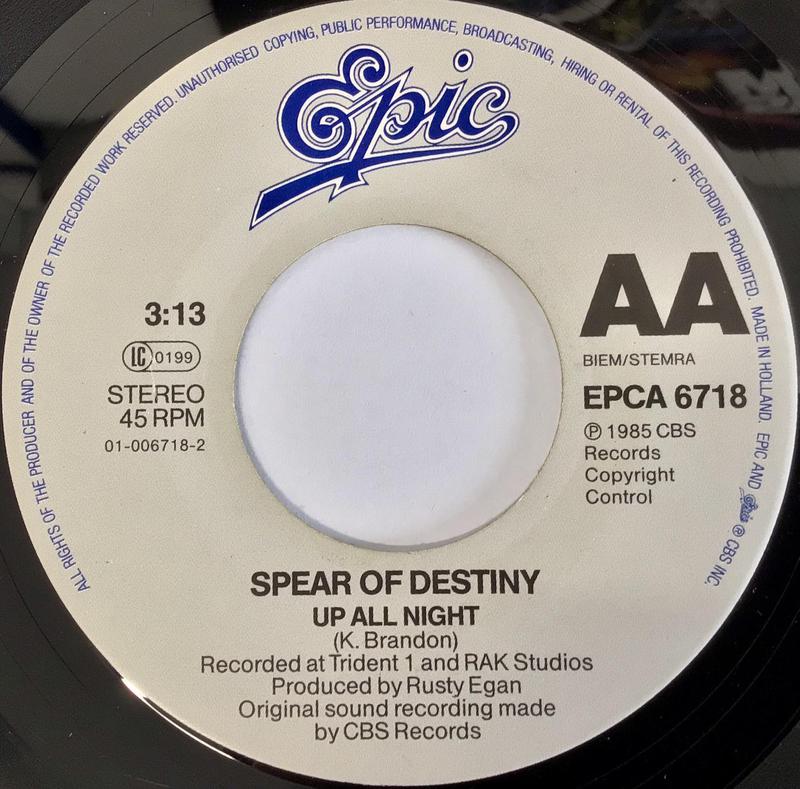 ALL RIGHTS OF THE PRODUCER AND OF THE OWNER OF THE RECORDED WORK RESERVED. UNAUTHORISED COPYING, PUBLIC PERFORMANCE, BROADCASTING, HIRING OR RENTAL OF THIS RECORDING PROHIBITED. MADE IN HOLLAND. EPIC AND Epic ® CBS INC.
Epic
3:13
LC 0199
STEREO
45 RPM
01-006718-2
AA
BIEM/STEMRA
EPCA 6718
℗ 1985 CBS
Records
Copyright
Control
SPEAR OF DESTINY
UP ALL NIGHT
(K. Brandon)
Recorded at Trident 1 and RAK Studios
Produced by Rusty Egan
Original sound recording made
by CBS Records